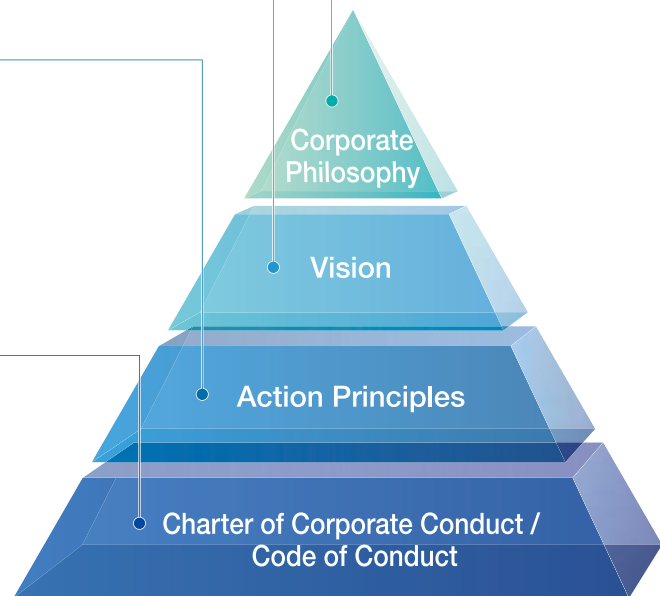 Corporate
Philosophy
Vision
Action Principles
Charter of Corporate Conduct /
Code of Conduct